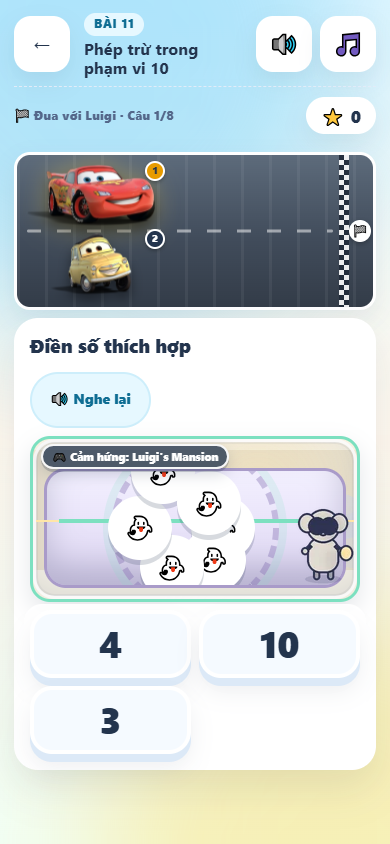 ←
BÀI 11
Phép trừ trong
phạm vi 10
Đua với Luigi · Câu 1/8
0
1
2
Điền số thích hợp
Nghe lại
Cảm hứng: Luigi's Mansion
4
10
3